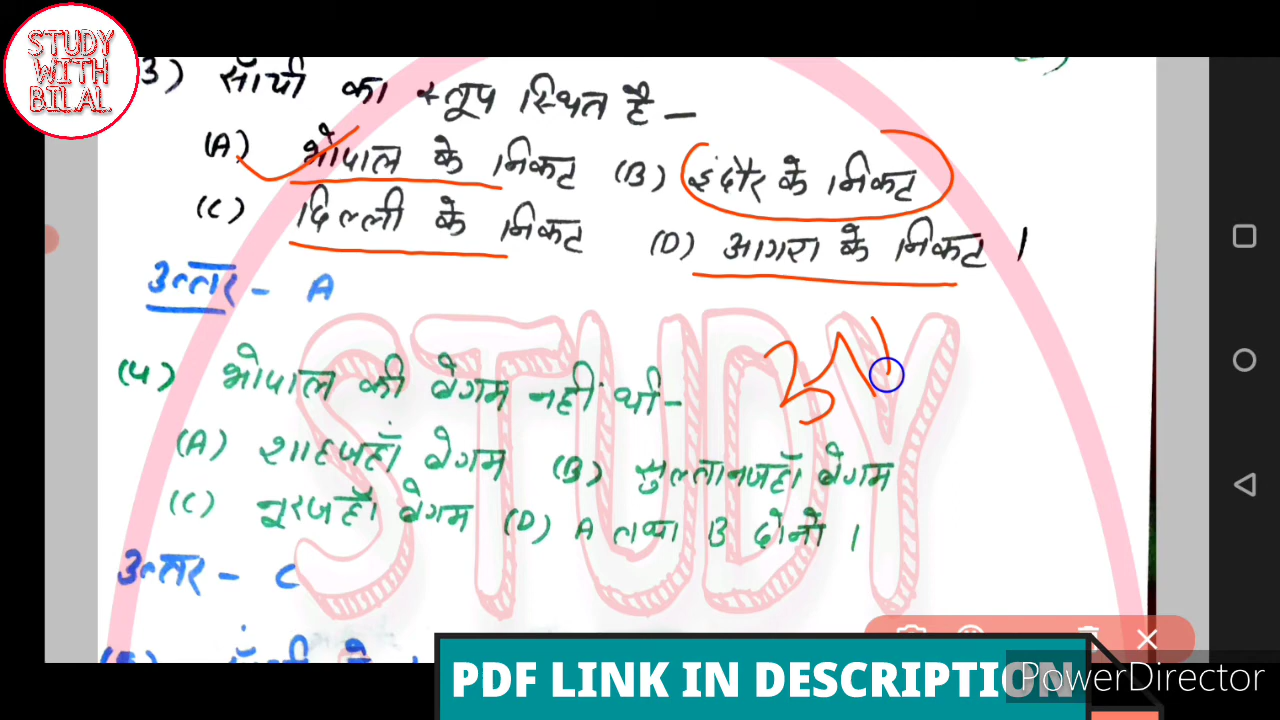 STUDY
WITH
BILAL
3) साँची का स्तूप स्थित है —
(A) भोपाल के निकट (B) इंदौर के निकट
(C) दिल्ली के निकट (D) आगरा के निकट ।
उत्तर - A
(4) भोपाल की बेगम नहीं थी -
(A) शाहजहाँ बेगम (B) सुल्तानजहाँ बेगम
(C) नूरजहाँ बेगम (D) A तथा B दोनों ।
उत्तर - C
STUDY
PDF LINK IN DESCRIPTION
PowerDirector